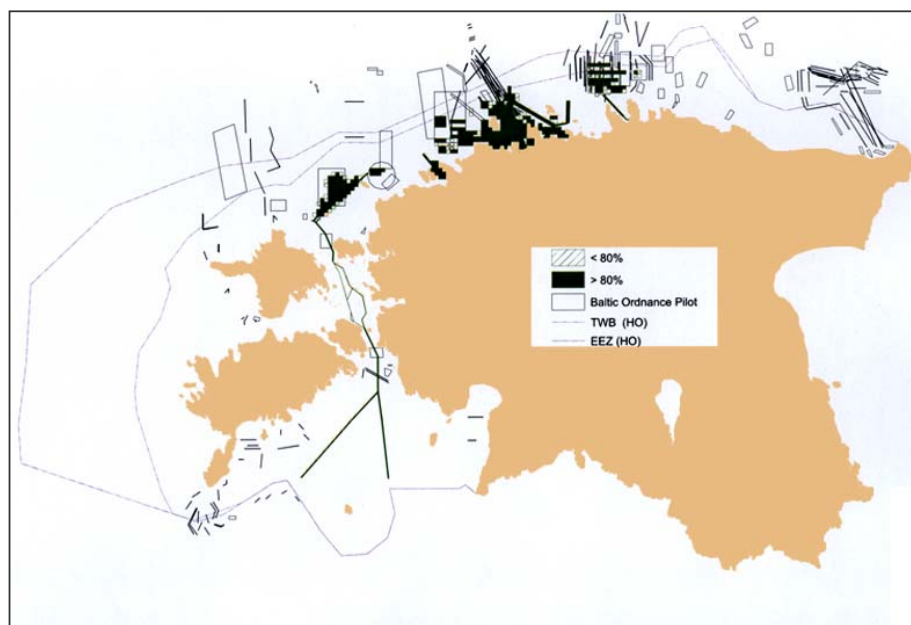 < 80%
> 80%
Baltic Ordnance Pilot
TWB (HO)
EEZ (HO)